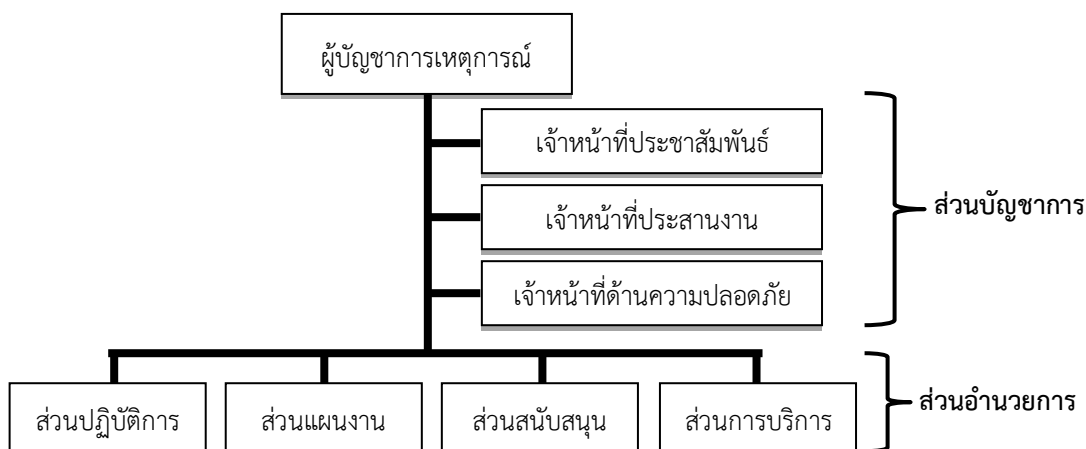 ผู้บัญชาการเหตุการณ์
เจ้าหน้าที่ประชาสัมพันธ์
เจ้าหน้าที่ประสานงาน
ส่วนบัญชาการ
เจ้าหน้าที่ด้านความปลอดภัย
ส่วนปฏิบัติการ
ส่วนแผนงาน
ส่วนสนับสนุน
ส่วนการบริการ
ส่วนอำนวยการ